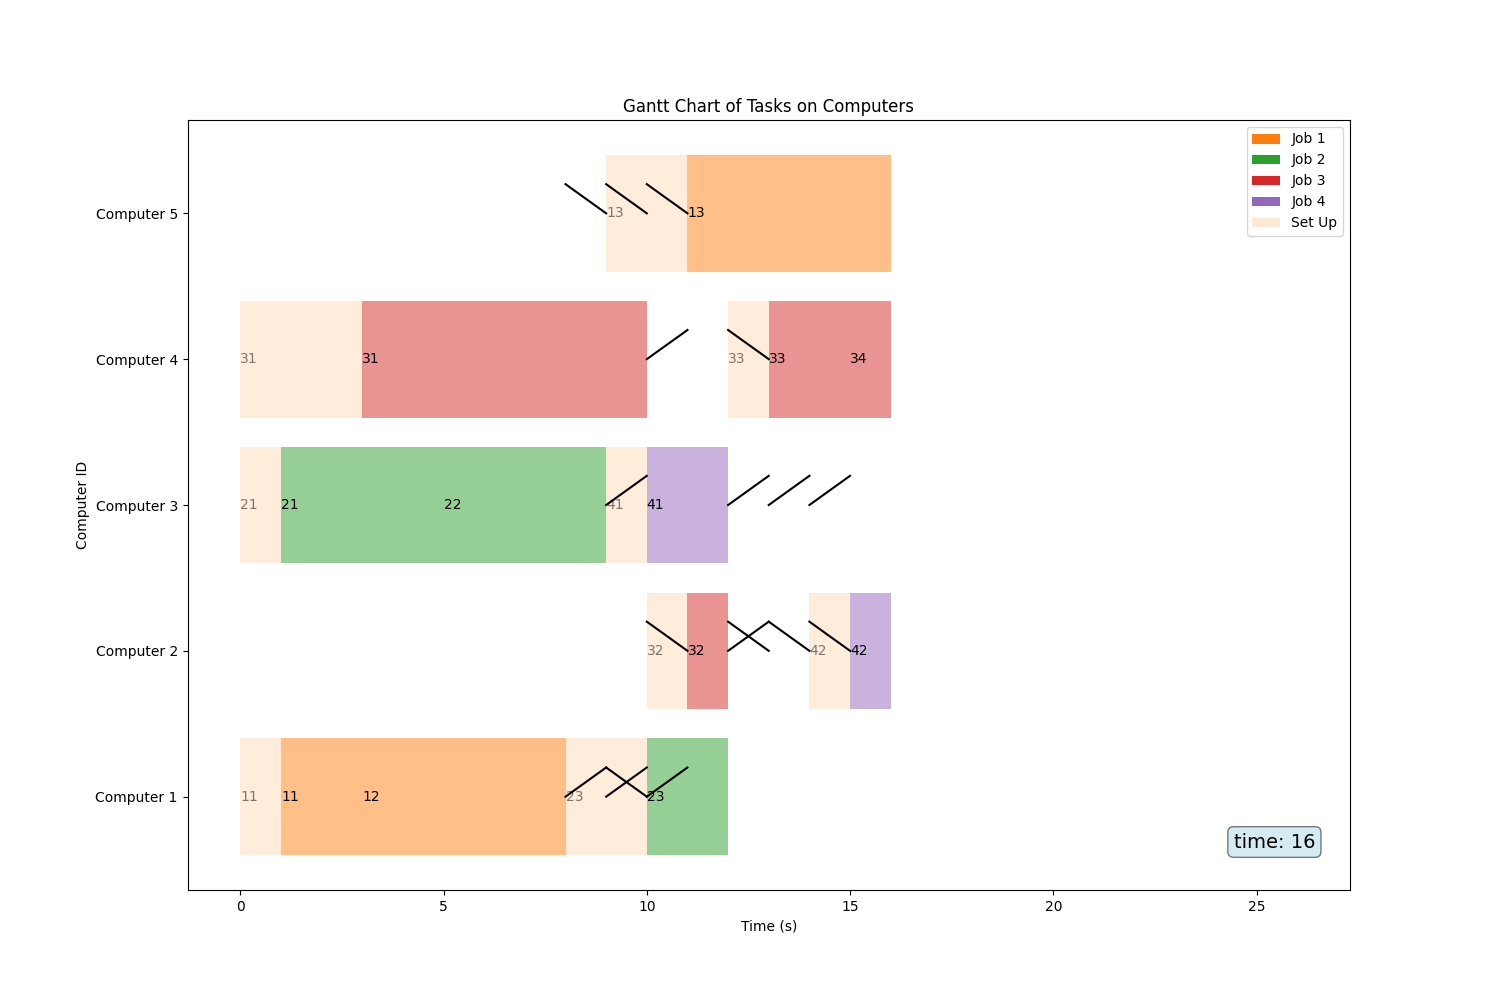 Gantt Chart of Tasks on Computers
Job 1
Job 2
Job 3
Job 4
Set Up
Computer 5
13 13
Computer 4
31 31 33 33 34
Computer 3
21 21 22 41 41
Computer 2
32 32 42 42
Computer 1
11 11 12 23 23
Computer ID
time: 16
0 5 10 15 20 25
Time (s)